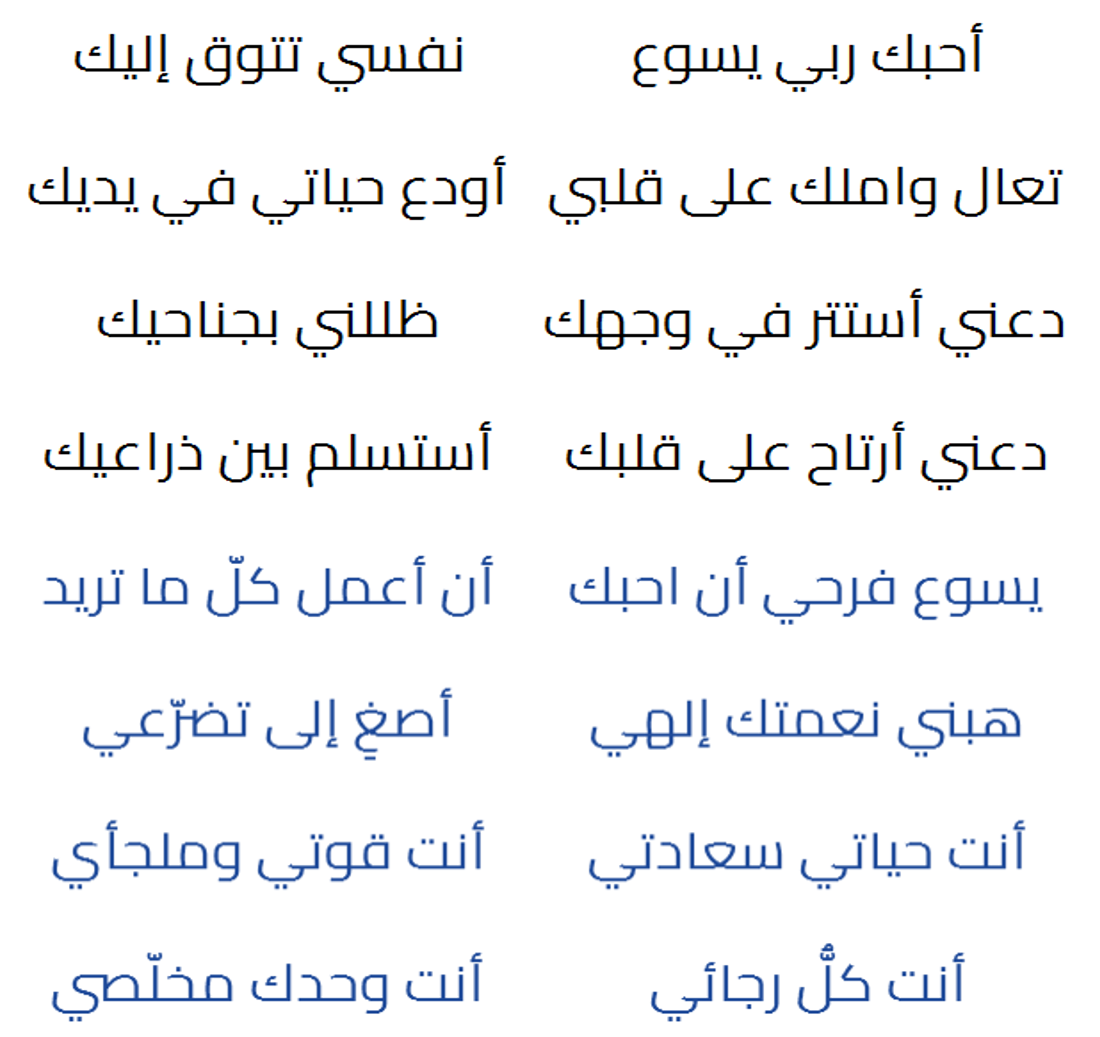 أحبك ربي يسوع نفسي تتوق إليك
تعال واملك على قلبي أودع حياتي في يديك
دعني أستتر في وجهك ظللني بجناحيك
دعني أرتاح على قلبك أستسلم بين ذراعيك
يسوع فرحي أن احبك أن أعمل كلّ ما تريد
هبني نعمتك إلهي أصغِ إلى تضرّعي
أنت حياتي سعادتي أنت قوتي وملجأي
أنت كلُّ رجائي أنت وحدك مخلّصي